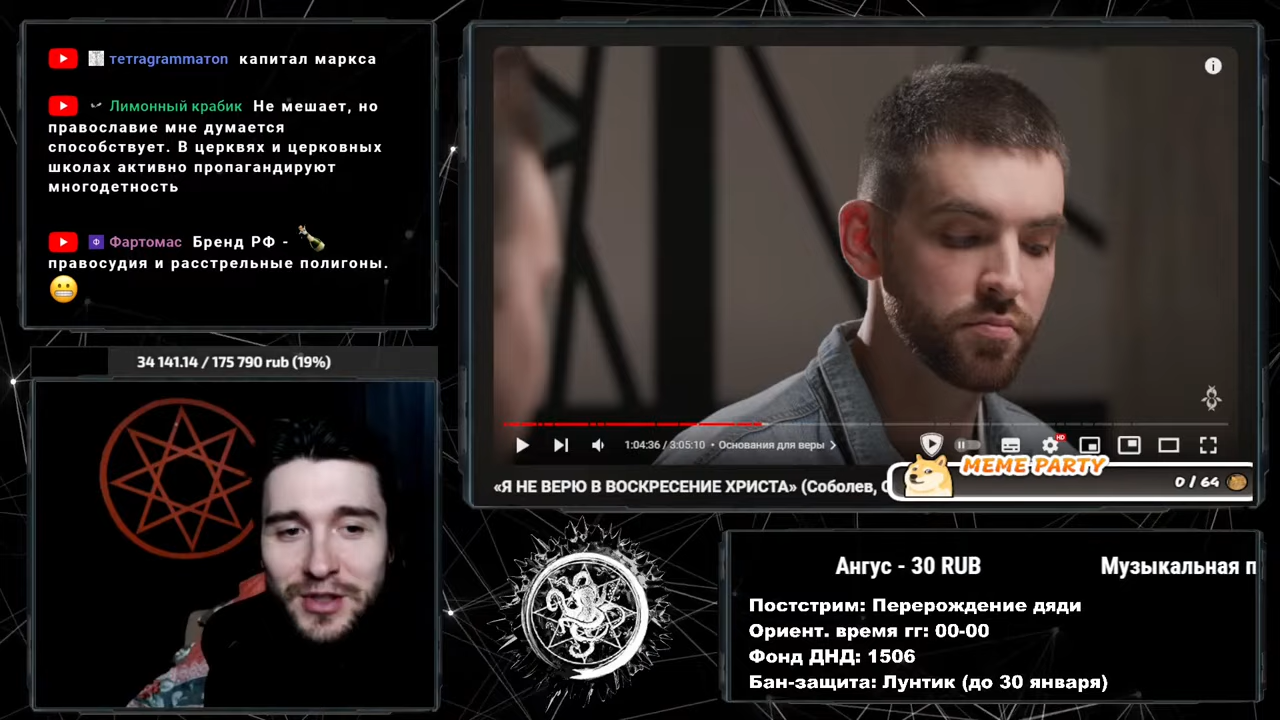 тетrаgrаmmатоn капитал маркса
Лимонный крабик Не мешает, но
православие мне думается
способствует. В церквях и церковных
школах активно пропагандируют
многодетность
Ф Фартомас Бренд РФ -
правосудия и расстрельные полигоны.
34 141.14 / 175 790 rub (19%)
1:04:36 / 3:05:10 • Основания для веры
HD
«Я НЕ ВЕРЮ В ВОСКРЕСЕНИЕ ХРИСТА» (Соболев,
MEME PARTY
0 / 64
Ангус - 30 RUB
Музыкальная п
Постстрим: Перерождение дяди
Ориент. время гг: 00-00
Фонд ДНД: 1506
Бан-защита: Лунтик (до 30 января)